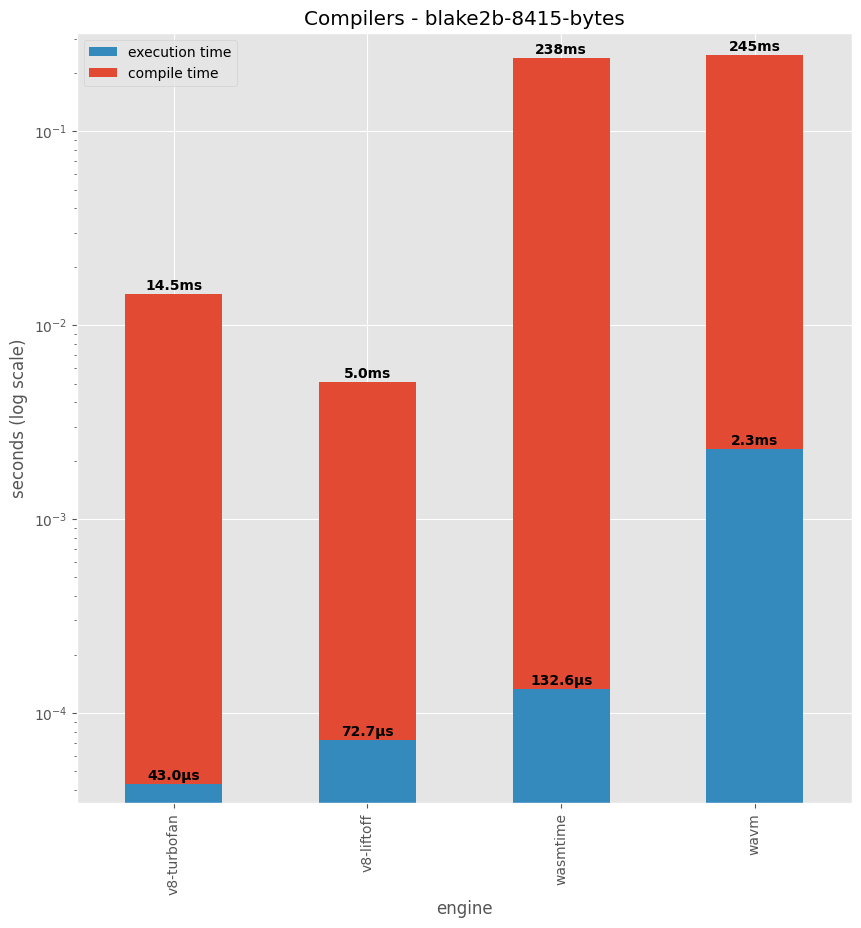 Compilers - blake2b-8415-bytes
execution time
compile time
238ms
245ms
14.5ms
5.0ms
2.3ms
132.6µs
72.7µs
43.0µs
10⁻¹
10⁻²
10⁻³
10⁻⁴
seconds (log scale)
v8-turbofan
v8-liftoff
wasmtime
wavm
engine